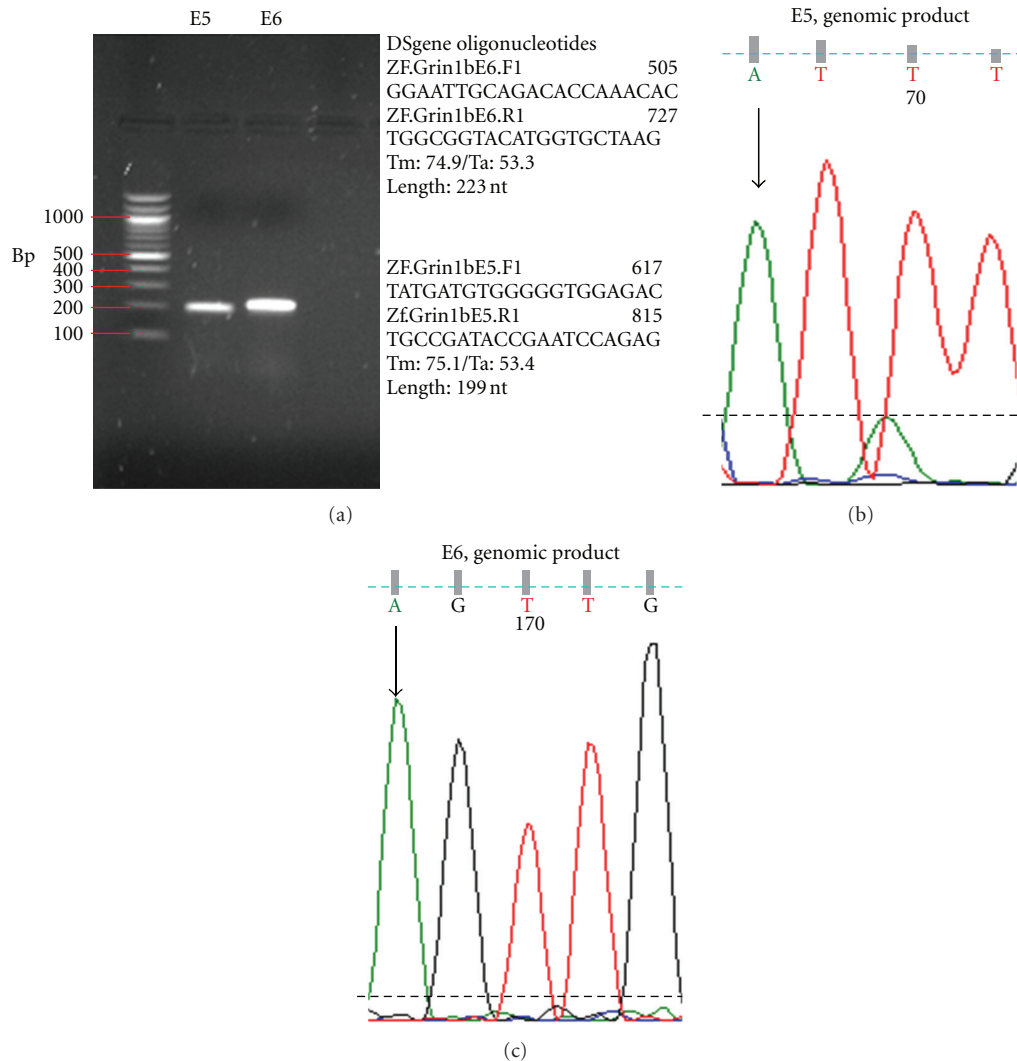 E5 E6
DSgene oligonucleotides
ZF.Grin1bE6.F1 505
GGAATTGCAGACACCAAACAC
ZF.Grin1bE6.R1 727
TGGCGGTACATGGTGCTAAG
Tm: 74.9/Ta: 53.3
Length: 223 nt
ZF.Grin1bE5.F1 617
TATGATGTGGGGGTGGAGAC
Zf.Grin1bE5.R1 815
TGCCGATACCGAATCCAGAG
Tm: 75.1/Ta: 53.4
Length: 199 nt
Bp
1000
500
400
300
200
100
(a)
E5, genomic product
A T T T
70
(b)
E6, genomic product
A G T T G
170
(c)